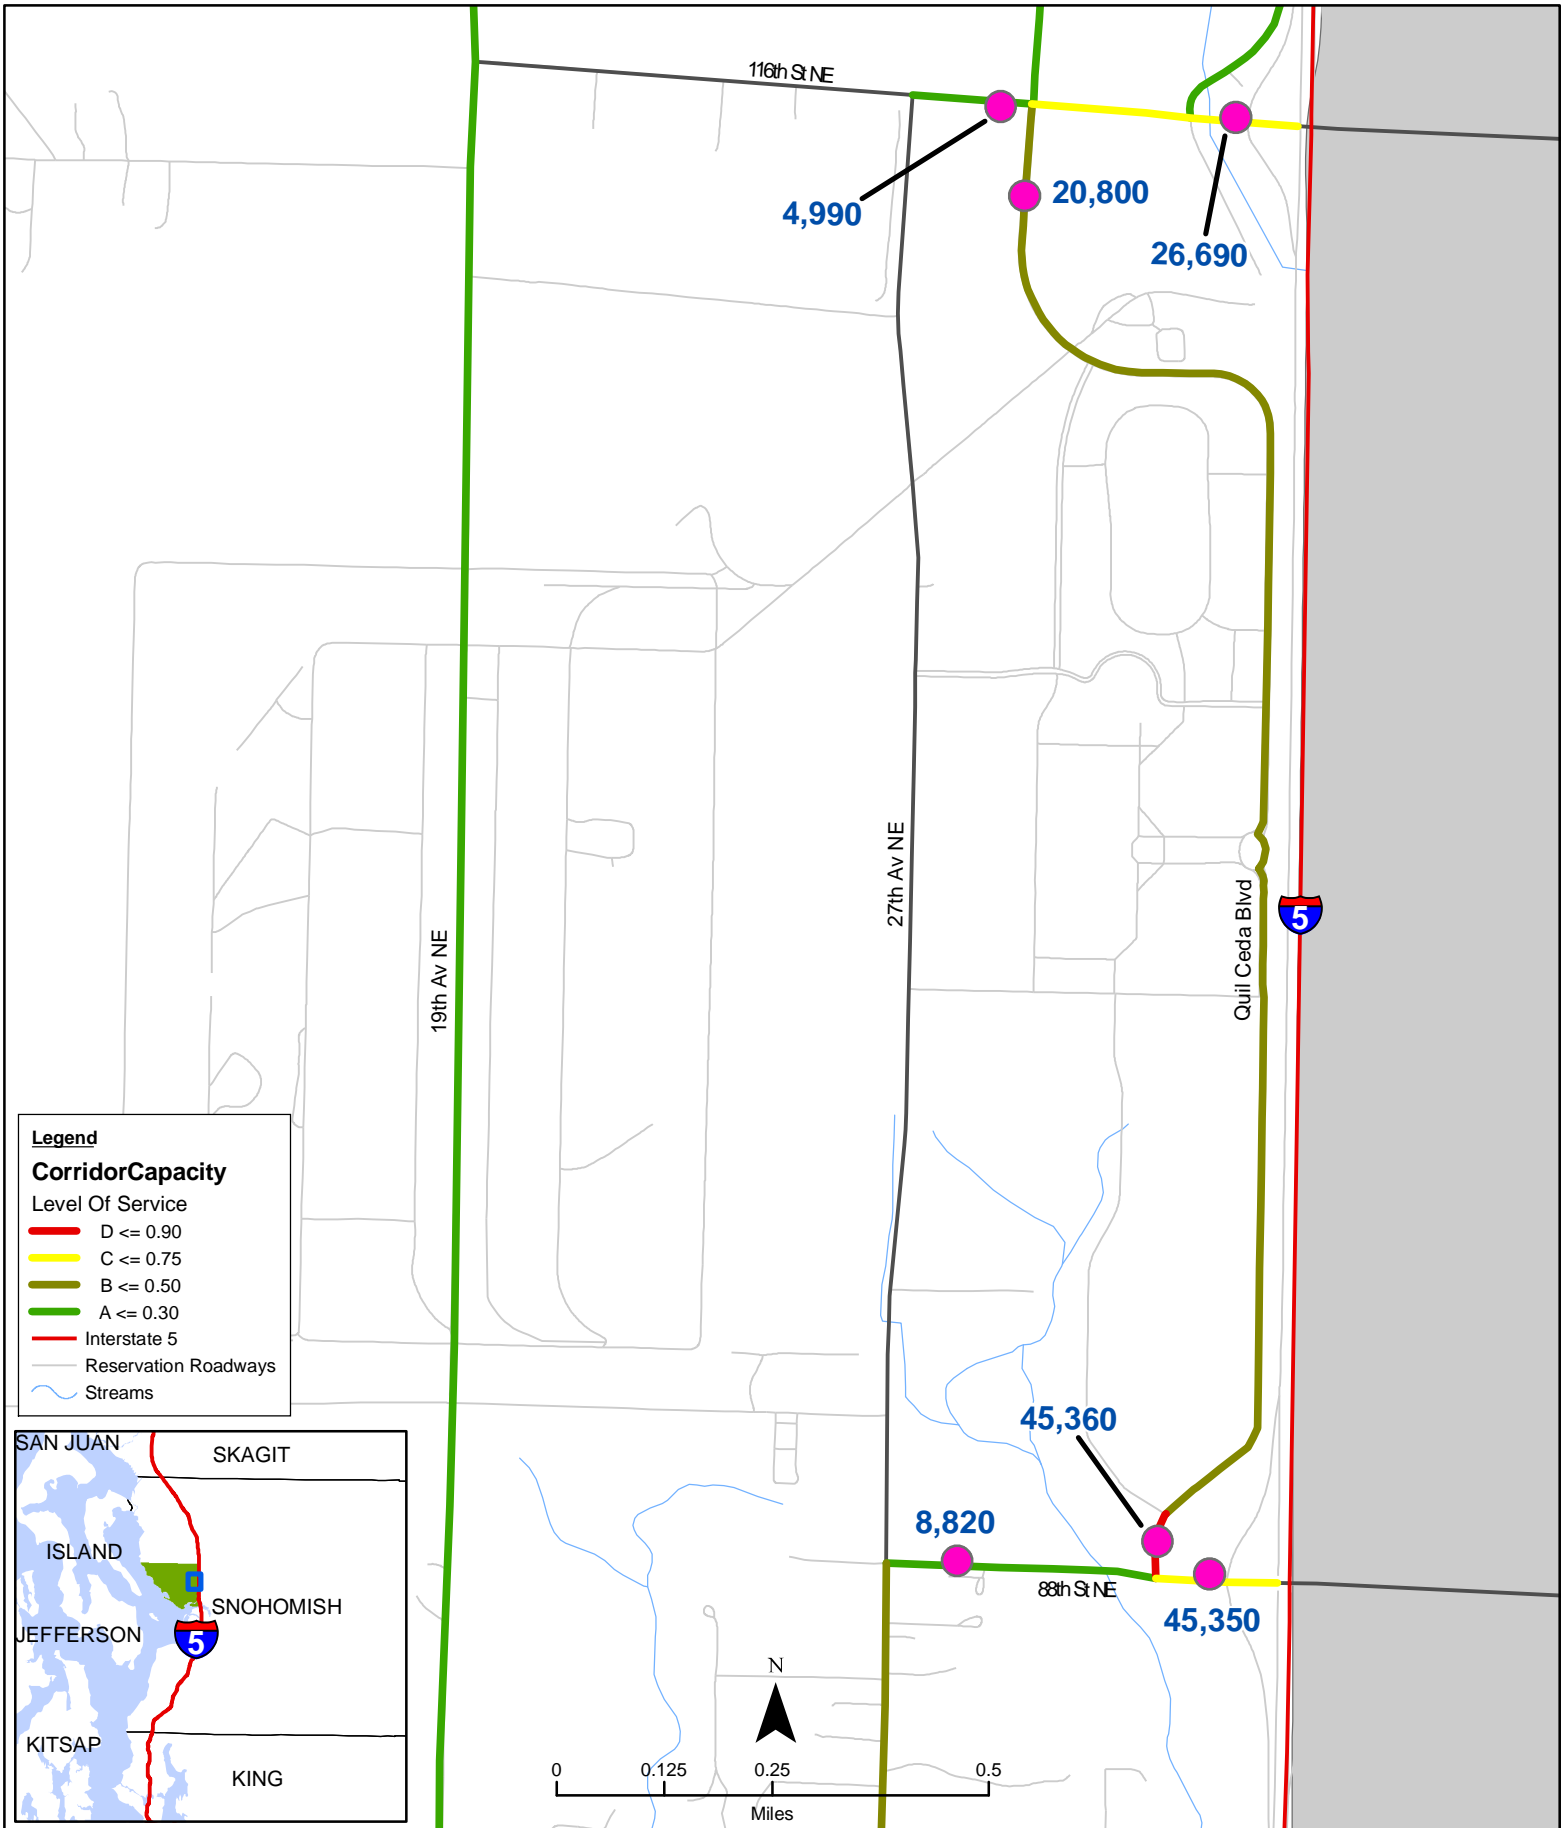 116th St NE
4,990
20,800
26,690
27th Av NE
19th Av NE
Quil Ceda Blvd
5
Legend
CorridorCapacity
Level Of Service
D <= 0.90
C <= 0.75
B <= 0.50
A <= 0.30
Interstate 5
Reservation Roadways
Streams
45,360
8,820
88th St NE
45,350
SAN JUAN
SKAGIT
ISLAND
SNOHOMISH
JEFFERSON
5
KITSAP
KING
N
0 0.125 0.25 0.5
Miles